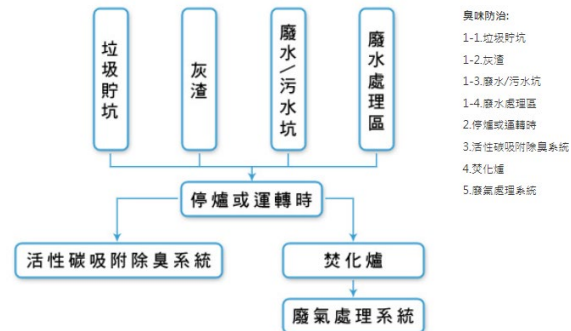 垃圾貯坑
灰渣
廢水/污水坑
廢水處理區
停爐或運轉時
活性碳吸附除臭系統
焚化爐
廢氣處理系統
臭味防治:
1-1.垃圾貯坑
1-2.灰渣
1-3.廢水/污水坑
1-4.廢水處理區
2.停爐或運轉時
3.活性碳吸附除臭系統
4.焚化爐
5.廢氣處理系統